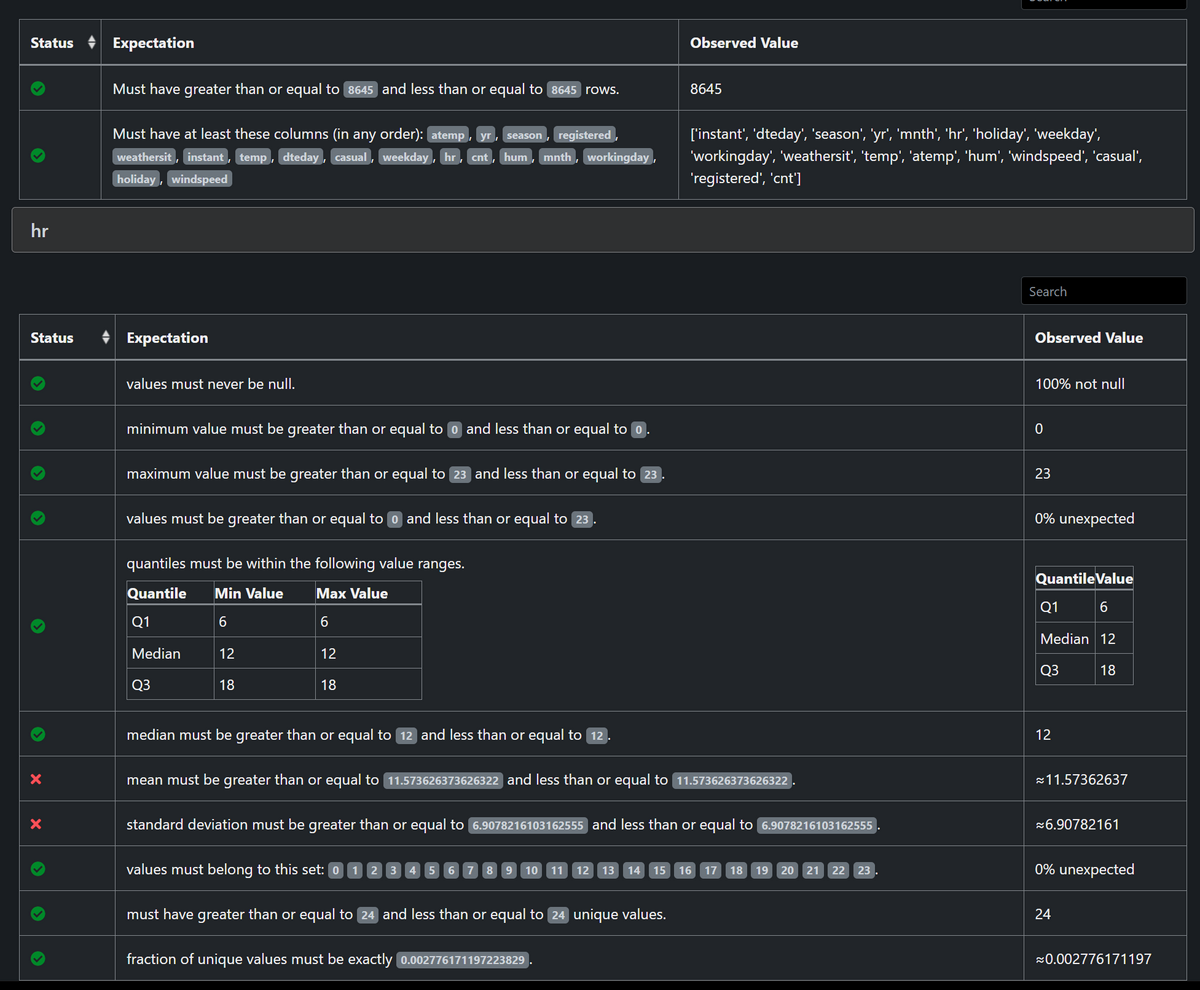 Status Expectation Observed Value
Must have greater than or equal to 8645 and less than or equal to 8645 rows. 8645
Must have at least these columns (in any order): atemp, yr, season, registered,
weathersit, instant, temp, dteday, casual, weekday, hr, cnt, hum, mnth, workingday,
holiday, windspeed
['instant', 'dteday', 'season', 'yr', 'mnth', 'hr', 'holiday', 'weekday',
'workingday', 'weathersit', 'temp', 'atemp', 'hum', 'windspeed', 'casual',
'registered', 'cnt']
hr
Search
Status Expectation Observed Value
values must never be null. 100% not null
minimum value must be greater than or equal to 0 and less than or equal to 0. 0
maximum value must be greater than or equal to 23 and less than or equal to 23. 23
values must be greater than or equal to 0 and less than or equal to 23. 0% unexpected
quantiles must be within the following value ranges.
Quantile Min Value Max Value
Q1 6 6
Median 12 12
Q3 18 18
Quantile Value
Q1 6
Median 12
Q3 18
median must be greater than or equal to 12 and less than or equal to 12. 12
mean must be greater than or equal to 11.573626373626322 and less than or equal to 11.573626373626322. ≈11.57362637
standard deviation must be greater than or equal to 6.9078216103162555 and less than or equal to 6.9078216103162555. ≈6.90782161
values must belong to this set: 0 1 2 3 4 5 6 7 8 9 10 11 12 13 14 15 16 17 18 19 20 21 22 23. 0% unexpected
must have greater than or equal to 24 and less than or equal to 24 unique values. 24
fraction of unique values must be exactly 0.002776171197223829. ≈0.002776171197